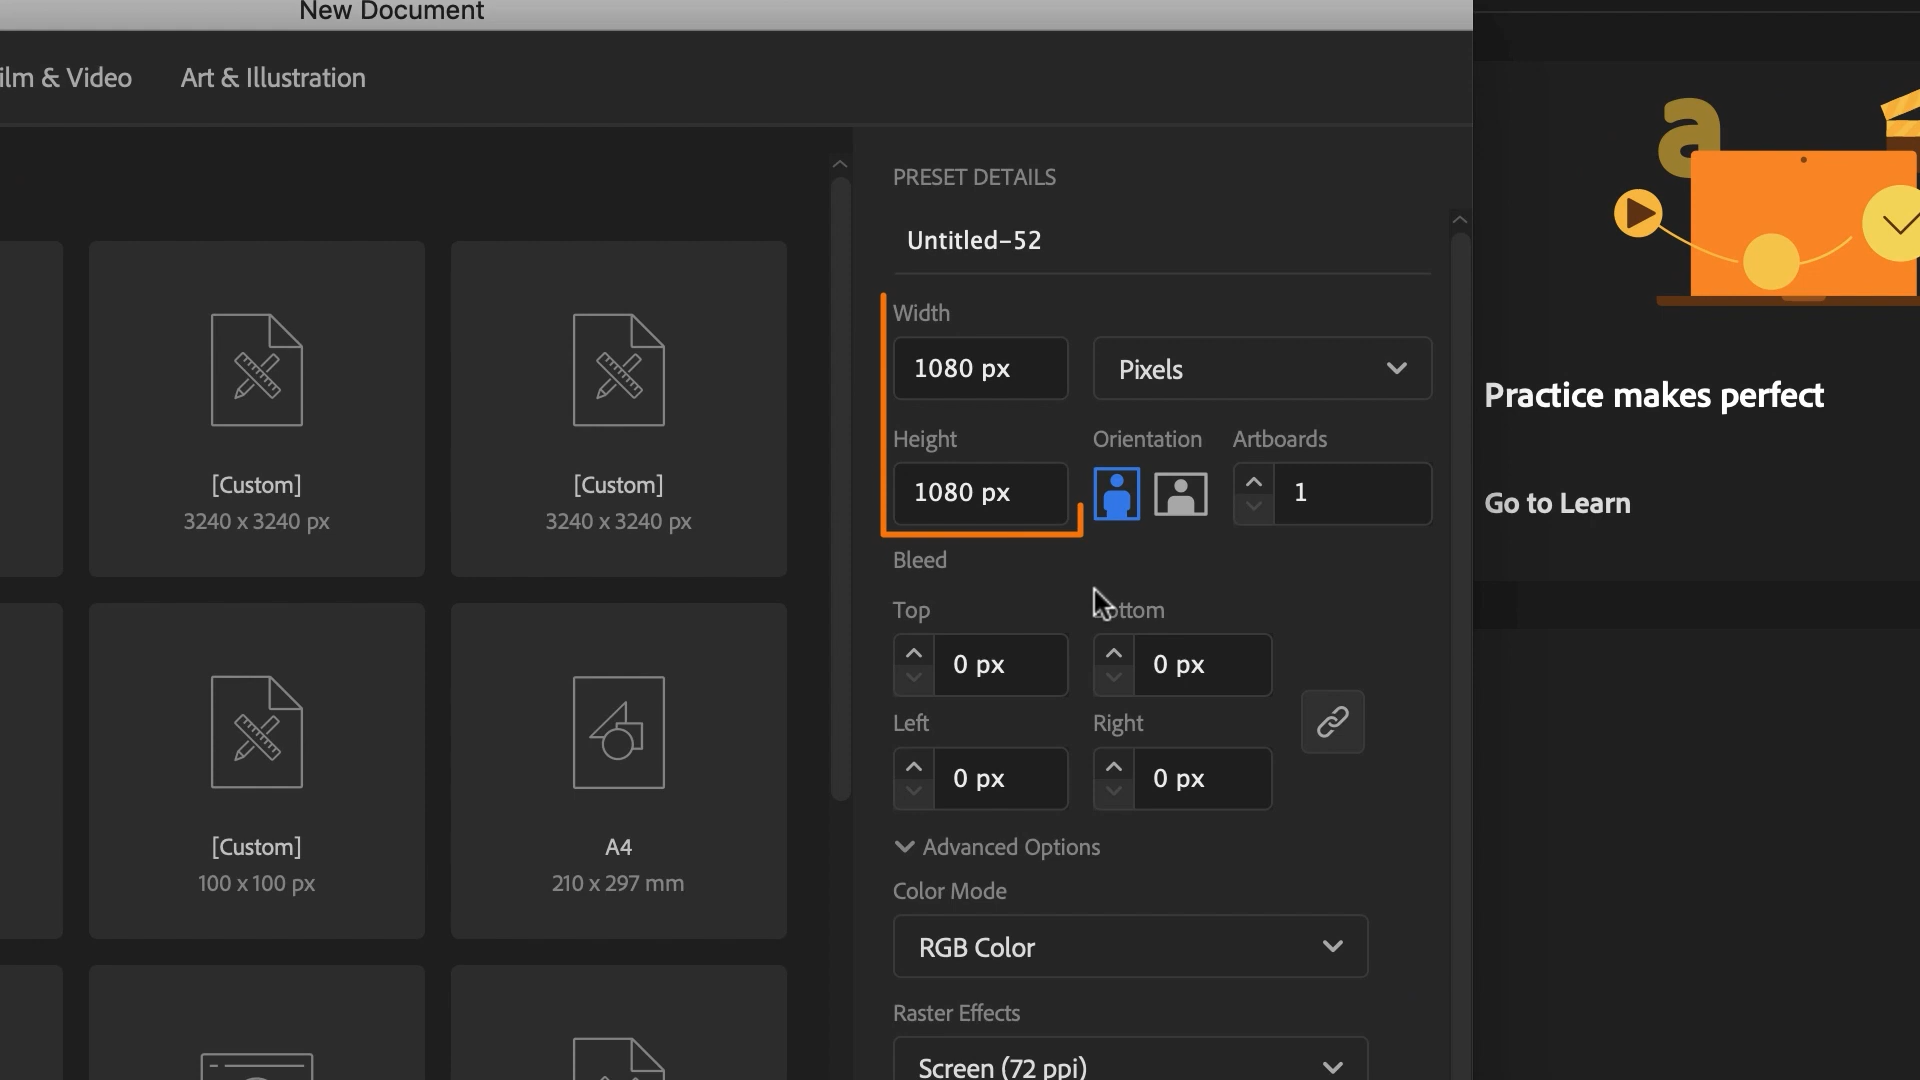 New Document
ilm & Video
Art & Illustration
PRESET DETAILS
Untitled-52
Width
1080 px
Pixels
Height
Orientation
Artboards
1080 px
1
Bleed
Top
0 px
0 px
Left
Right
0 px
0 px
Advanced Options
Color Mode
RGB Color
Raster Effects
Screen (72 ppi)
[Custom]
3240 x 3240 px
[Custom]
3240 x 3240 px
[Custom]
100 x 100 px
A4
210 x 297 mm
a
Practice makes perfect
Go to Learn